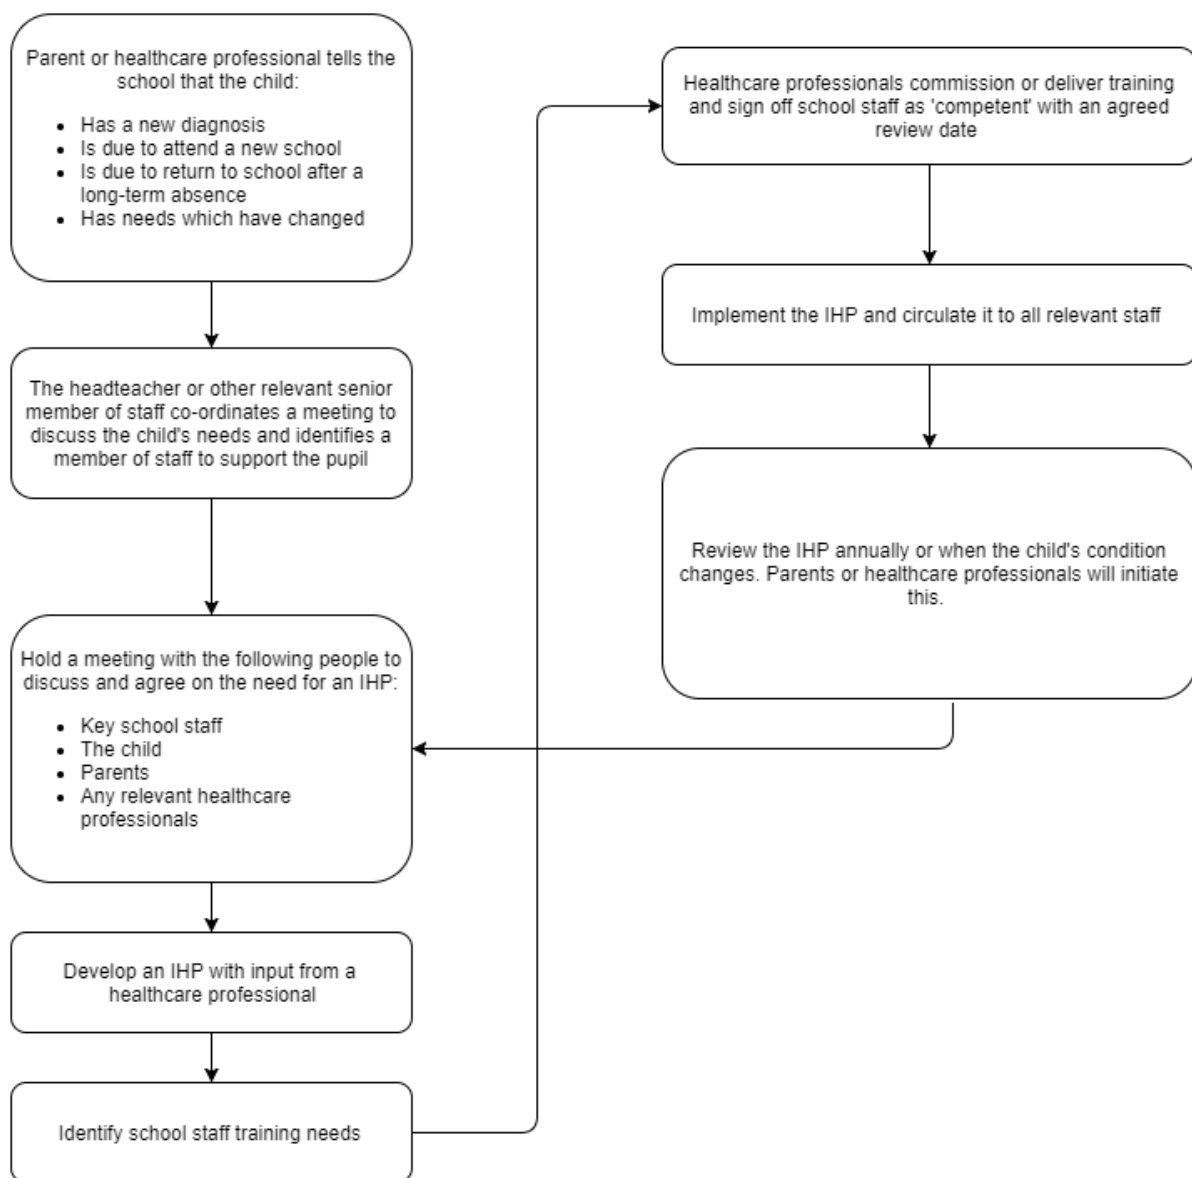 Parent or healthcare professional tells the
school that the child:
• Has a new diagnosis
• Is due to attend a new school
• Is due to return to school after a
long-term absence
• Has needs which have changed
The headteacher or other relevant senior
member of staff co-ordinates a meeting to
discuss the child's needs and identifies a
member of staff to support the pupil
Hold a meeting with the following people to
discuss and agree on the need for an IHP:
• Key school staff
• The child
• Parents
• Any relevant healthcare
professionals
Develop an IHP with input from a
healthcare professional
Identify school staff training needs
Healthcare professionals commission or deliver training
and sign off school staff as 'competent' with an agreed
review date
Implement the IHP and circulate it to all relevant staff
Review the IHP annually or when the child's condition
changes. Parents or healthcare professionals will initiate
this.